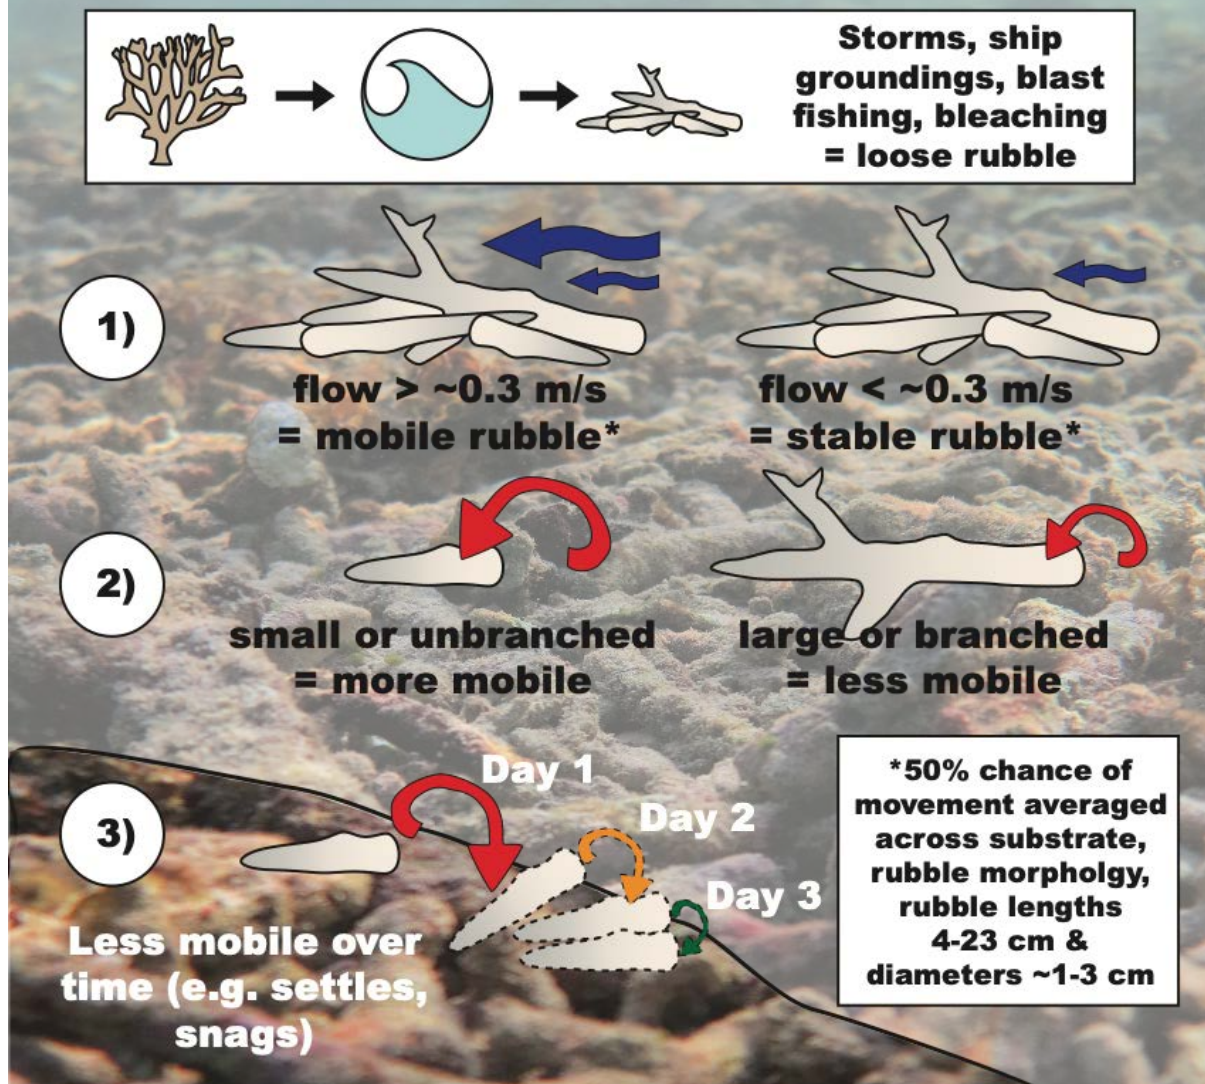 Storms, ship
groundings, blast
fishing, bleaching
= loose rubble
1)
flow > ~0.3 m/s
= mobile rubble*
flow < ~0.3 m/s
= stable rubble*
2)
small or unbranched
= more mobile
large or branched
= less mobile
3)
Day 1
Day 2
Day 3
Less mobile over
time (e.g. settles,
snags)
*50% chance of
movement averaged
across substrate,
rubble morpholgy,
rubble lengths
4-23 cm &
diameters ~1-3 cm